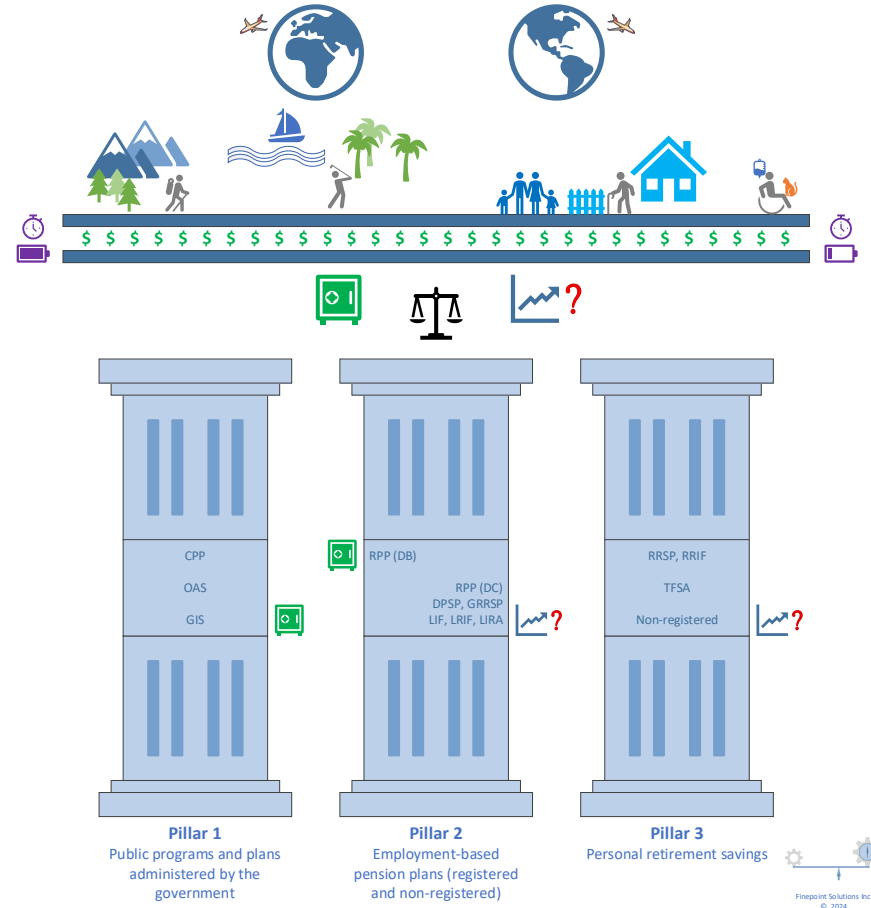 $ $ $ $ $ $ $ $ $ $ $ $ $ $ $ $ $ $ $ $ $ $ $ $ $ $ $ $ $ $
?
CPP
OAS
GIS
RPP (DB)
RPP (DC)
DPSP, GRRSP
LIF, LRIF, LIRA
?
RRSP, RRIF
TFSA
Non-registered
?
Pillar 1
Public programs and plans
administered by the
government
Pillar 2
Employment-based
pension plans (registered
and non-registered)
Pillar 3
Personal retirement savings
Finepoint Solutions Inc
© 2024